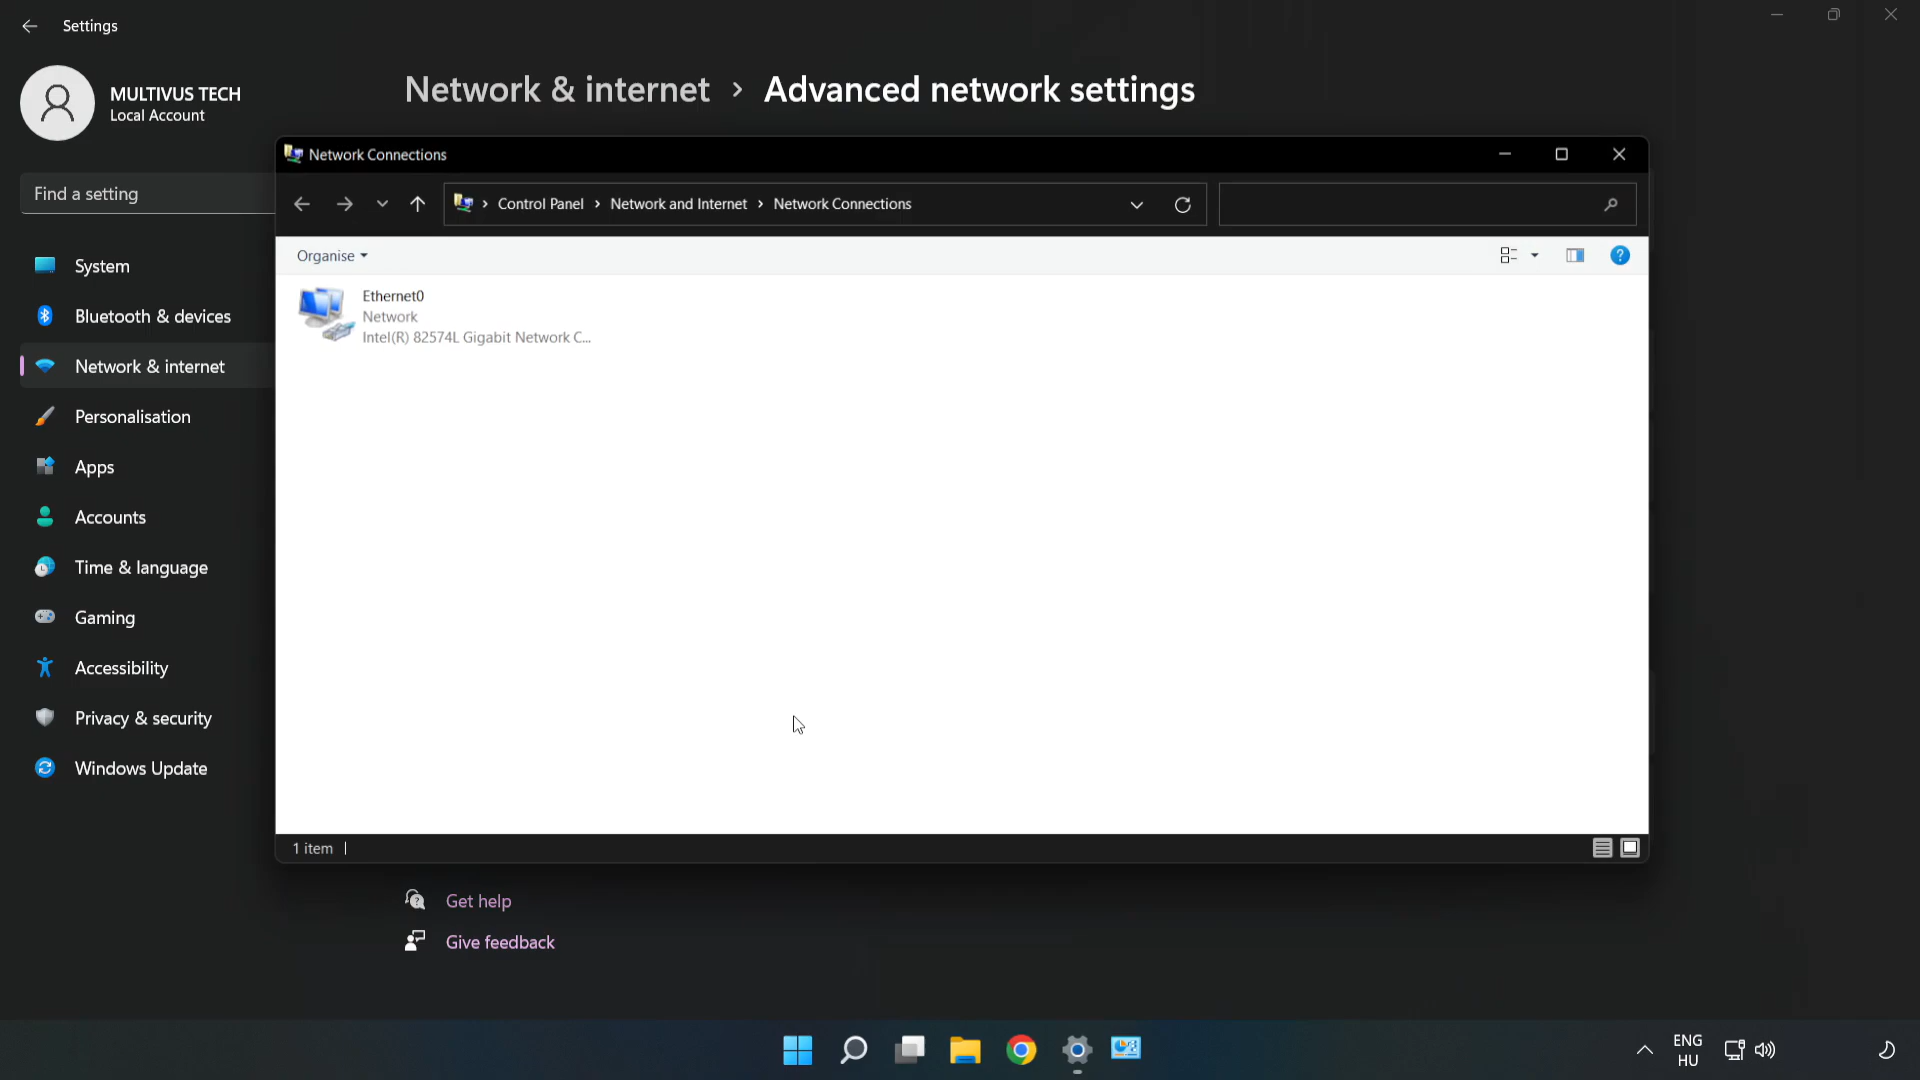 Settings
MULTIVUS TECH
Local Account
Network & internet › Advanced network settings
Network Connections
Find a setting
Control Panel › Network and Internet › Network Connections
Organise
System
Bluetooth & devices
Network & internet
Personalisation
Apps
Accounts
Time & language
Gaming
Accessibility
Privacy & security
Windows Update
Ethernet0
Network
Intel(R) 82574L Gigabit Network C...
1 item
Get help
Give feedback
ENG
HU